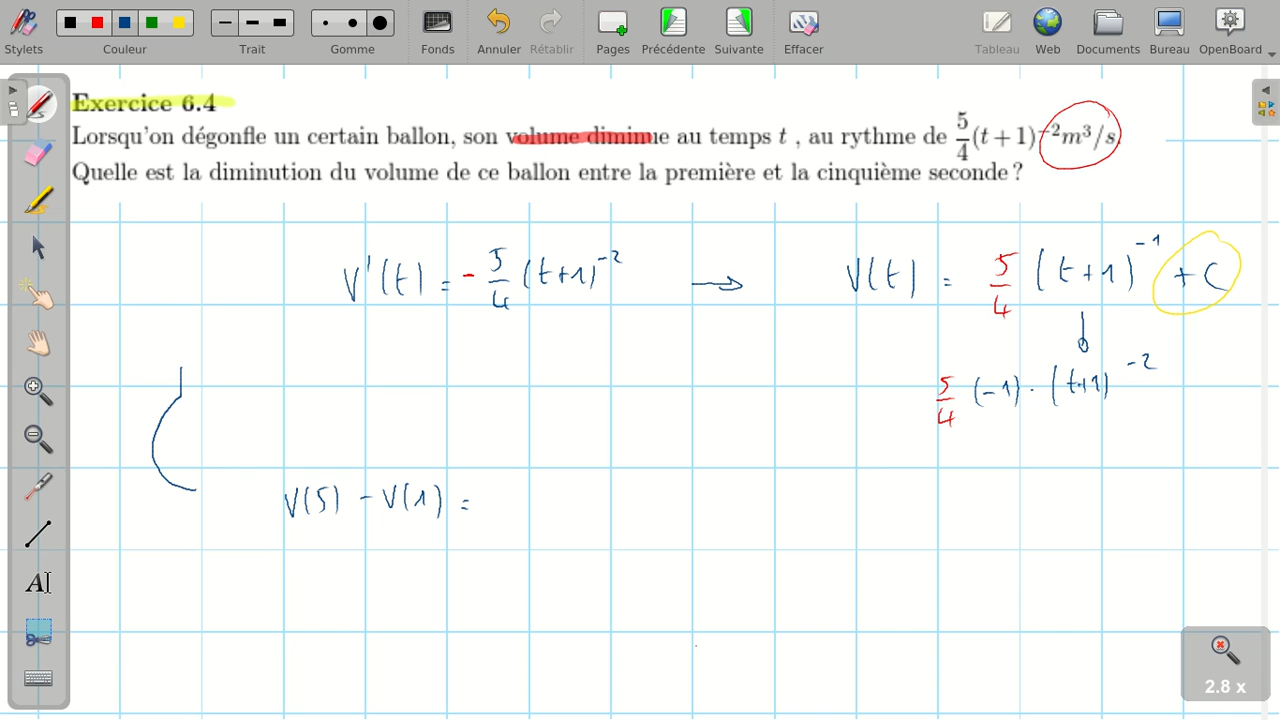 Stylets Couleur Trait Gomme Fonds Annuler Rétablir Pages Précédente Suivante Effacer Tableau Web Documents Bureau OpenBoard
Exercice 6.4
Lorsqu'on dégonfle un certain ballon, son volume diminue au temps t , au rythme de 5/4 (t + 1)⁻² m³/s
Quelle est la diminution du volume de ce ballon entre la première et la cinquième seconde ?
V'(t) = - 5/4 (t+1)⁻² → V(t) = 5/4 (t+1)⁻¹ + C
5/4 (-1) · (t+1)⁻²
V(5) - V(1) =
AI
2.8 x